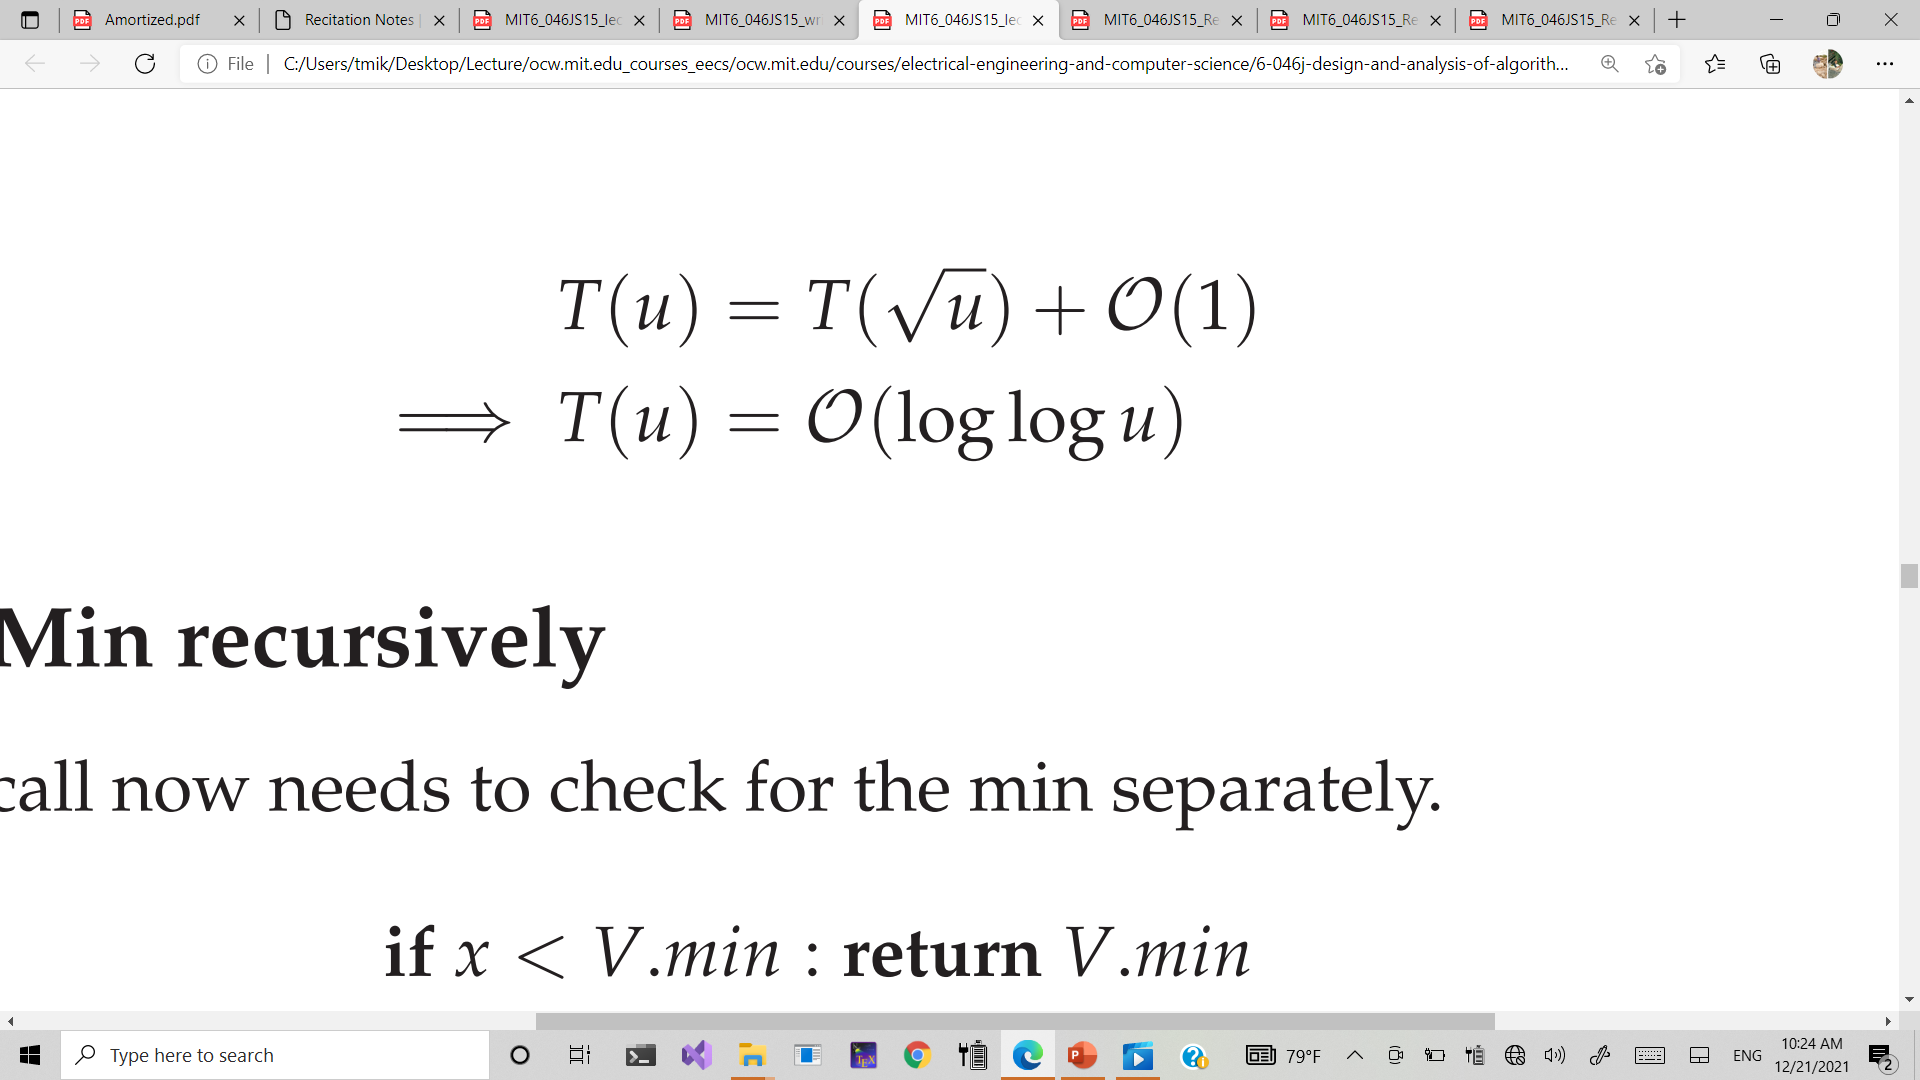 Amortized.pdf
Recitation Notes
MIT6_046JS15_lec
MIT6_046JS15_wri
MIT6_046JS15_lec
MIT6_046JS15_Re
MIT6_046JS15_Re
MIT6_046JS15_Re
File | C:/Users/tmik/Desktop/Lecture/ocw.mit.edu_courses_eecs/ocw.mit.edu/courses/electrical-engineering-and-computer-science/6-046j-design-and-analysis-of-algorith...
T(u) = T(√u) + O(1)
⟹ T(u) = O(log log u)
Min recursively
call now needs to check for the min separately.
if x < V.min : return V.min
Type here to search
79°F
ENG
10:24 AM
12/21/2021
2